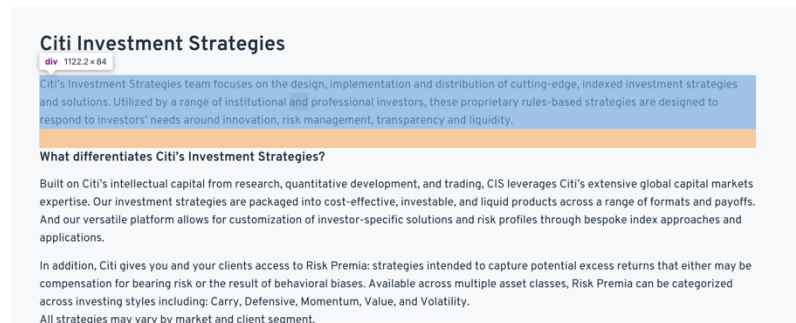 Citi Investment Strategies
div 1122.2 × 84
Citi's Investment Strategies team focuses on the design, implementation and distribution of cutting-edge, indexed investment strategies
and solutions. Utilized by a range of institutional and professional investors, these proprietary rules-based strategies are designed to
respond to investors' needs around innovation, risk management, transparency and liquidity.
What differentiates Citi's Investment Strategies?
Built on Citi's intellectual capital from research, quantitative development, and trading, CIS leverages Citi's extensive global capital markets
expertise. Our investment strategies are packaged into cost-effective, investable, and liquid products across a range of formats and payoffs.
And our versatile platform allows for customization of investor-specific solutions and risk profiles through bespoke index approaches and
applications.
In addition, Citi gives you and your clients access to Risk Premia: strategies intended to capture potential excess returns that either may be
compensation for bearing risk or the result of behavioral biases. Available across multiple asset classes, Risk Premia can be categorized
across investing styles including: Carry, Defensive, Momentum, Value, and Volatility.
All strategies may vary by market and client segment.